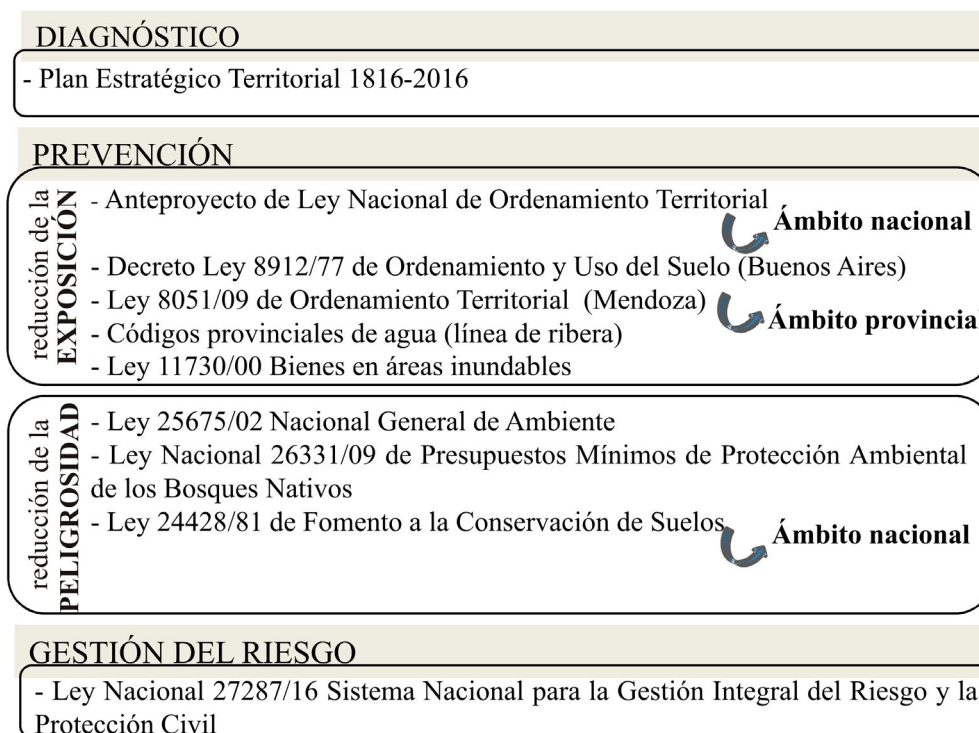 DIAGNÓSTICO
- Plan Estratégico Territorial 1816-2016
PREVENCIÓN
reducción de la
EXPOSICIÓN
- Anteproyecto de Ley Nacional de Ordenamiento Territorial
Ámbito nacional
- Decreto Ley 8912/77 de Ordenamiento y Uso del Suelo (Buenos Aires)
- Ley 8051/09 de Ordenamiento Territorial (Mendoza)
Ámbito provincial
- Códigos provinciales de agua (línea de ribera)
- Ley 11730/00 Bienes en áreas inundables
reducción de la
PELIGROSIDAD
- Ley 25675/02 Nacional General de Ambiente
- Ley Nacional 26331/09 de Presupuestos Mínimos de Protección Ambiental
de los Bosques Nativos
- Ley 24428/81 de Fomento a la Conservación de Suelos
Ámbito nacional
GESTIÓN DEL RIESGO
- Ley Nacional 27287/16 Sistema Nacional para la Gestión Integral del Riesgo y la
Protección Civil